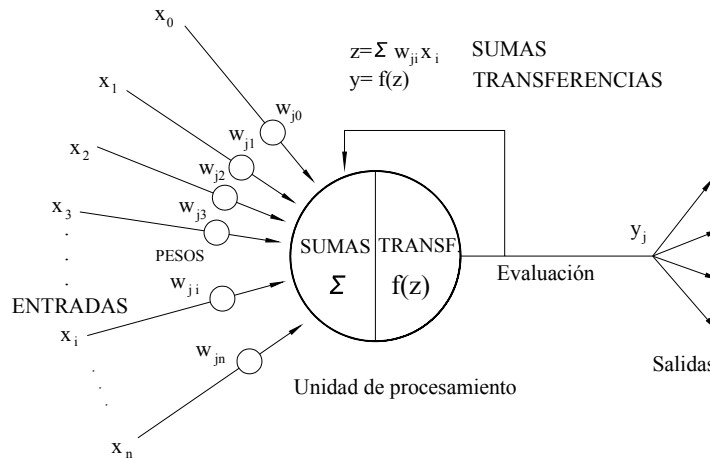 x0
z=Σ wji xi SUMAS
y= f(z) TRANSFERENCIAS
x1
wj0
wj1
x2
wj2
x3
wj3
SUMAS TRANSF.
yj
PESOS
Evaluación
wji
Σ f(z)
ENTRADAS
xi
wjn
Salidas
Unidad de procesamiento
xn